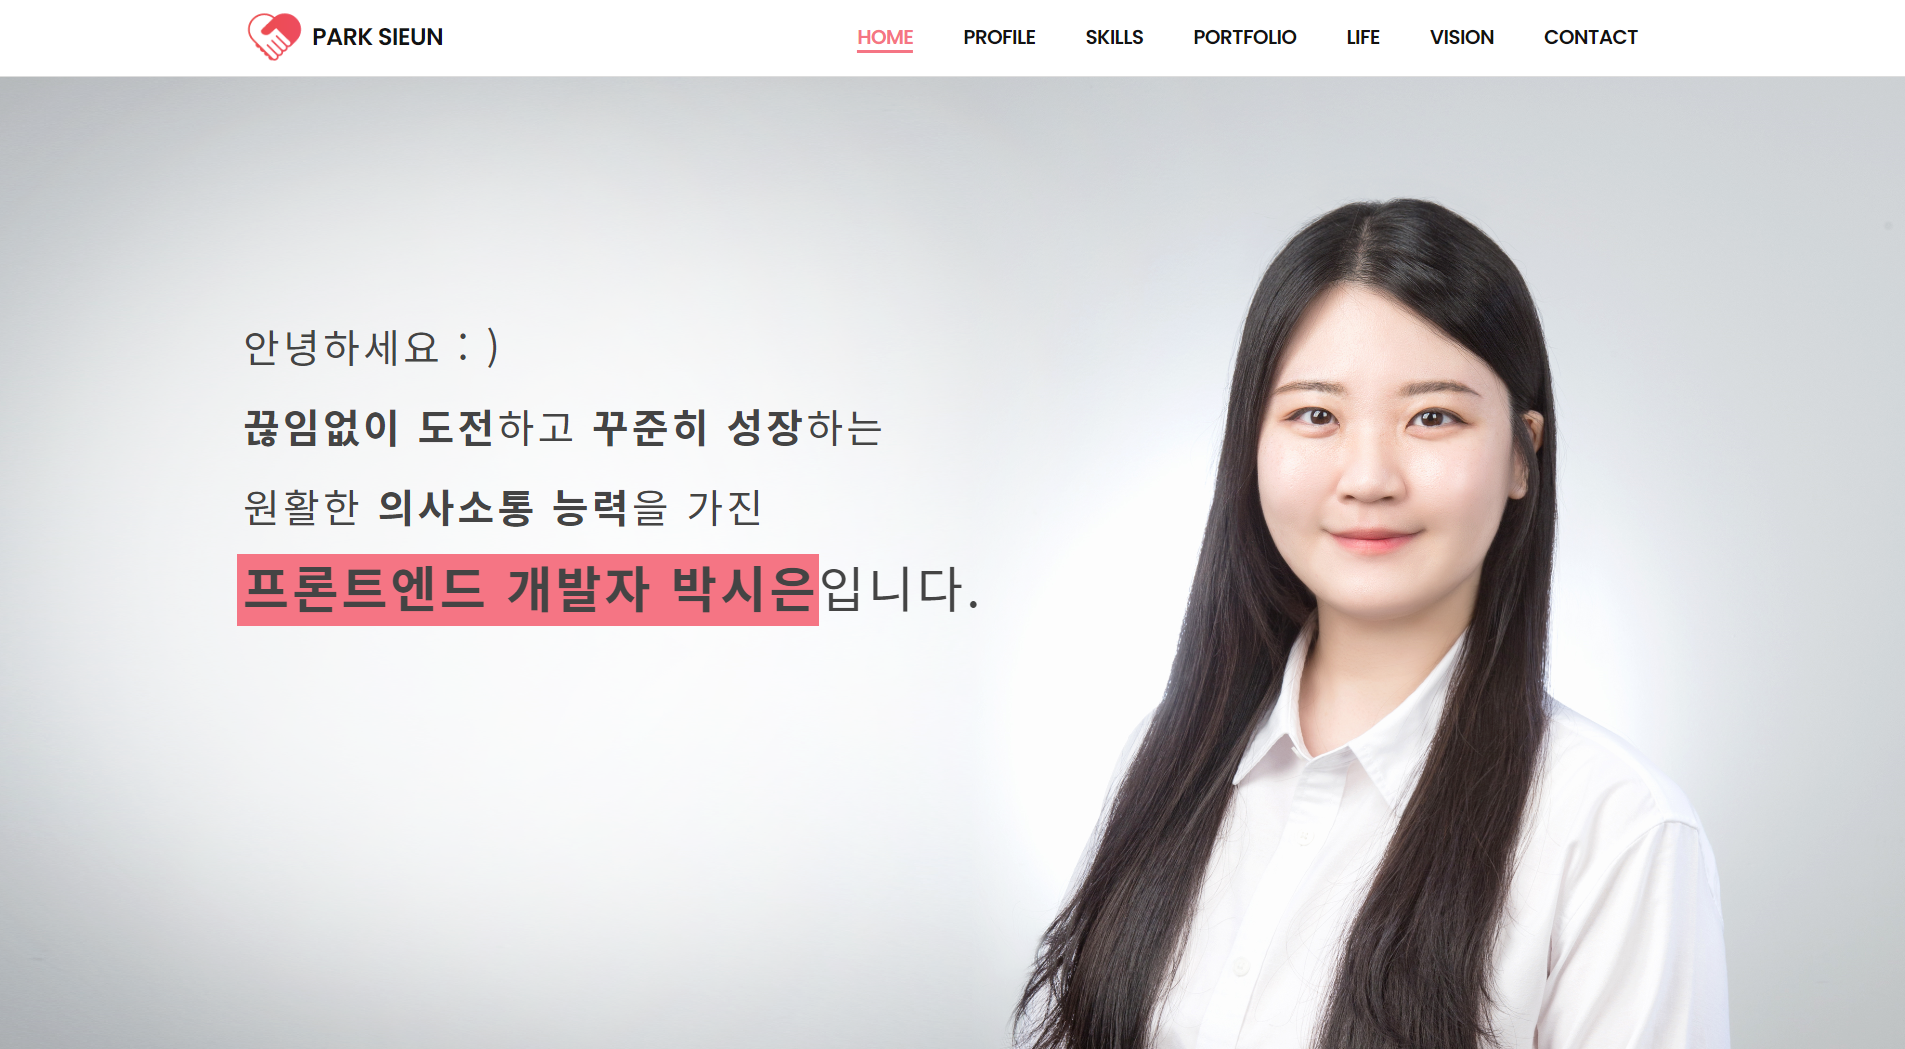 PARK SIEUN
HOME PROFILE SKILLS PORTFOLIO LIFE VISION CONTACT
안녕하세요 : )
끊임없이 도전하고 꾸준히 성장하는
원활한 의사소통 능력을 가진
프론트엔드 개발자 박시은입니다.